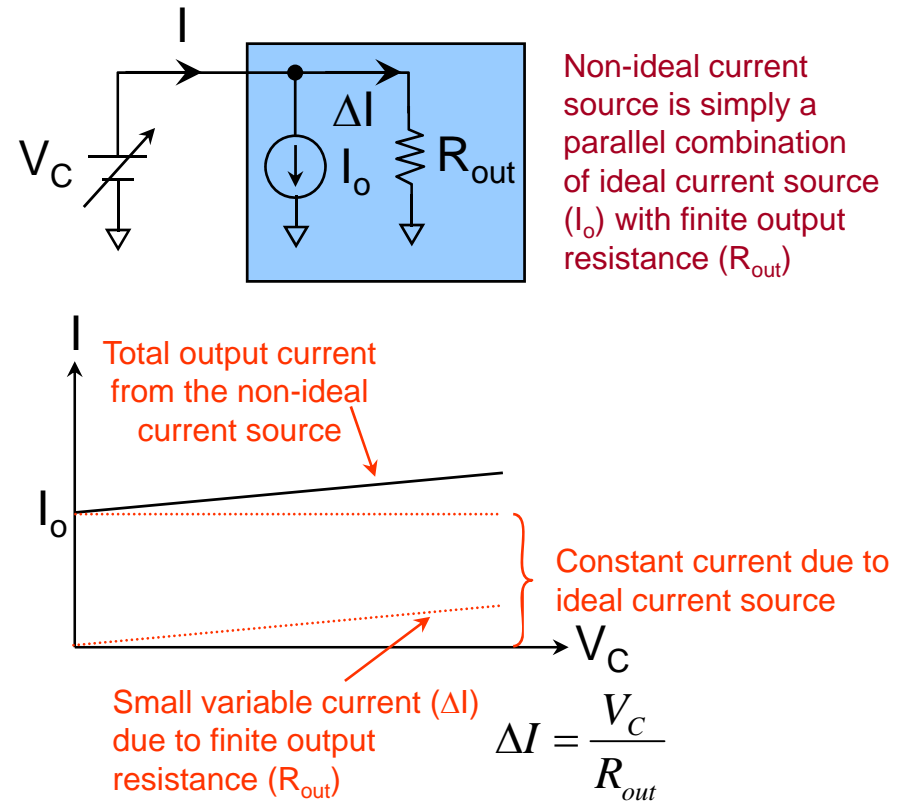 I
V_C
ΔI
I_o
R_out
Non-ideal current
source is simply a
parallel combination
of ideal current source
(I_o) with finite output
resistance (R_out)
I
Total output current
from the non-ideal
current source
I_o
Constant current due to
ideal current source
V_C
Small variable current (ΔI)
due to finite output
resistance (R_out)
ΔI = V_C / R_out